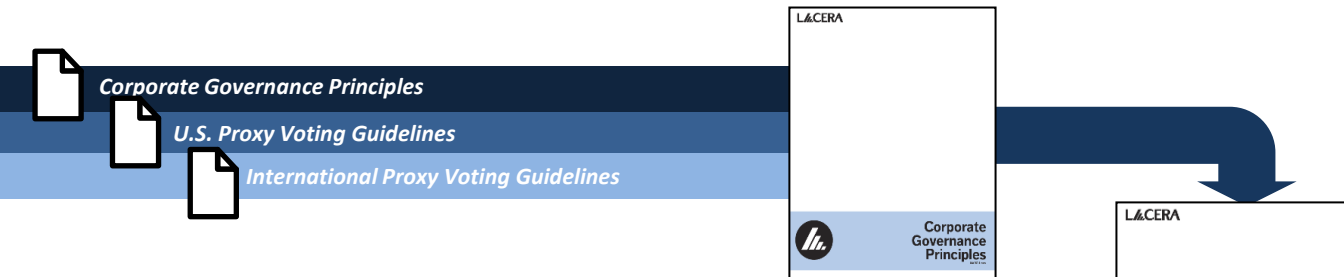 Corporate Governance Principles
U.S. Proxy Voting Guidelines
International Proxy Voting Guidelines
LACERA
Corporate
Governance
Principles
LACERA